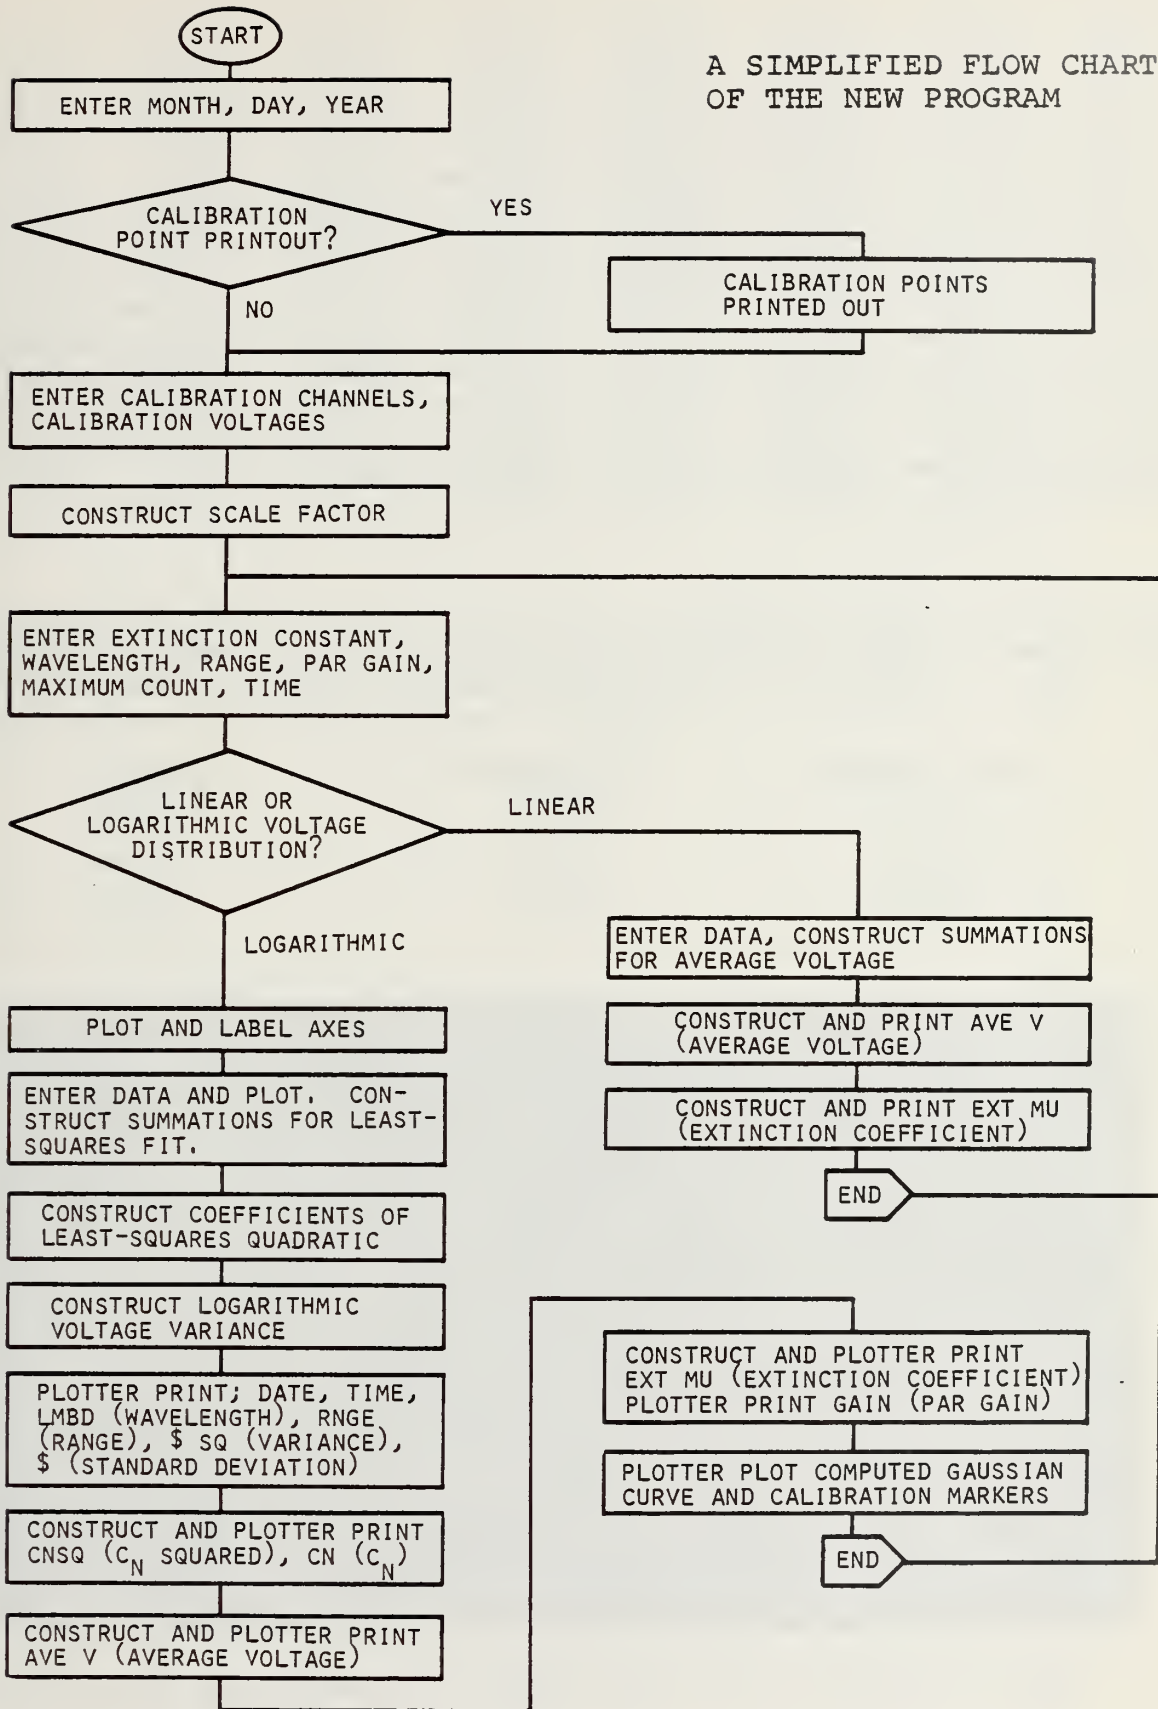 START
A SIMPLIFIED FLOW CHART
OF THE NEW PROGRAM
ENTER MONTH, DAY, YEAR
CALIBRATION
POINT PRINTOUT?
YES
CALIBRATION POINTS
PRINTED OUT
NO
ENTER CALIBRATION CHANNELS,
CALIBRATION VOLTAGES
CONSTRUCT SCALE FACTOR
ENTER EXTINCTION CONSTANT,
WAVELENGTH, RANGE, PAR GAIN,
MAXIMUM COUNT, TIME
LINEAR OR
LOGARITHMIC VOLTAGE
DISTRIBUTION?
LINEAR
ENTER DATA, CONSTRUCT SUMMATIONS
FOR AVERAGE VOLTAGE
CONSTRUCT AND PRINT AVE V
(AVERAGE VOLTAGE)
CONSTRUCT AND PRINT EXT MU
(EXTINCTION COEFFICIENT)
END
LOGARITHMIC
PLOT AND LABEL AXES
ENTER DATA AND PLOT. CON-
STRUCT SUMMATIONS FOR LEAST-
SQUARES FIT.
CONSTRUCT COEFFICIENTS OF
LEAST-SQUARES QUADRATIC
CONSTRUCT LOGARITHMIC
VOLTAGE VARIANCE
PLOTTER PRINT; DATE, TIME,
LMBD (WAVELENGTH), RNGE
(RANGE), $ SQ (VARIANCE),
$ (STANDARD DEVIATION)
CONSTRUCT AND PLOTTER PRINT
CNSQ (C_N SQUARED), CN (C_N)
CONSTRUCT AND PLOTTER PRINT
AVE V (AVERAGE VOLTAGE)
CONSTRUCT AND PLOTTER PRINT
EXT MU (EXTINCTION COEFFICIENT)
PLOTTER PRINT GAIN (PAR GAIN)
PLOTTER PLOT COMPUTED GAUSSIAN
CURVE AND CALIBRATION MARKERS
END